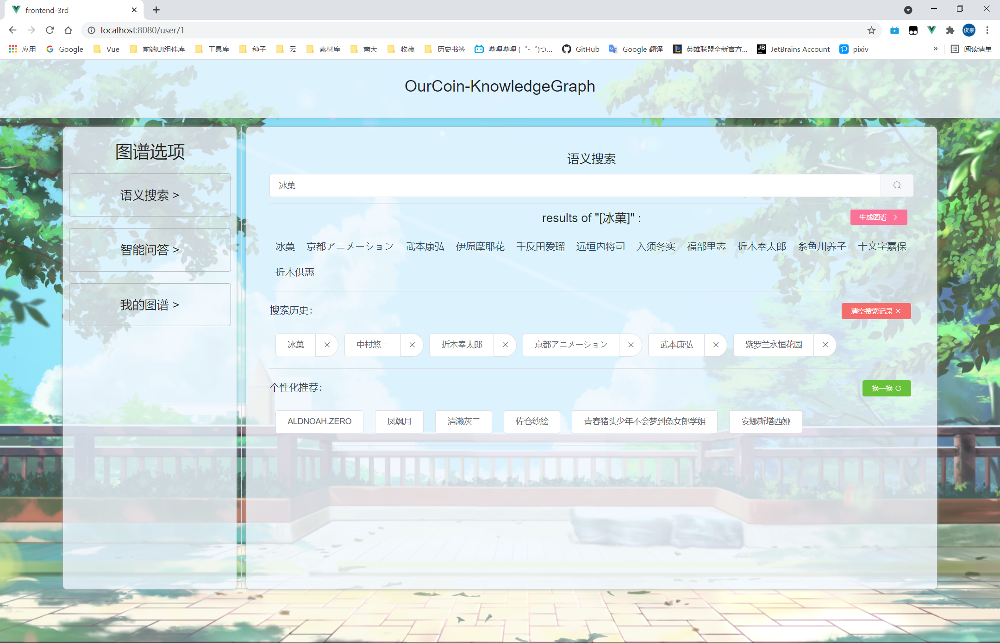 frontend-3rd
localhost:8080/user/1
俊豪
应用 Google Vue 前端UI组件库 工具库 种子 云 素材库 南大 收藏 历史书签 哔哩哔哩 (゜-゜)つ... GitHub Google 翻译 英雄联盟全新官方... JetBrains Account pixiv » 阅读清单
OurCoin-KnowledgeGraph
图谱选项
语义搜索 >
智能问答 >
我的图谱 >
语义搜索
冰菓
results of "[冰菓]" :
生成图谱 >
冰菓 京都アニメーション 武本康弘 伊原摩耶花 千反田爱瑠 远垣内将司 入须冬实 福部里志 折木奉太郎 糸鱼川养子 十文字嘉保
折木供惠
搜索历史:
清空搜索记录 ×
冰菓 × 中村悠一 × 折木奉太郎 × 京都アニメーション × 武本康弘 × 紫罗兰永恒花园 ×
个性化推荐:
换一换
ALDNOAH.ZERO 凤飒月 清濑灰二 佐仓纱絵 青春猪头少年不会梦到兔女郎学姐 安娜斯塔西娅